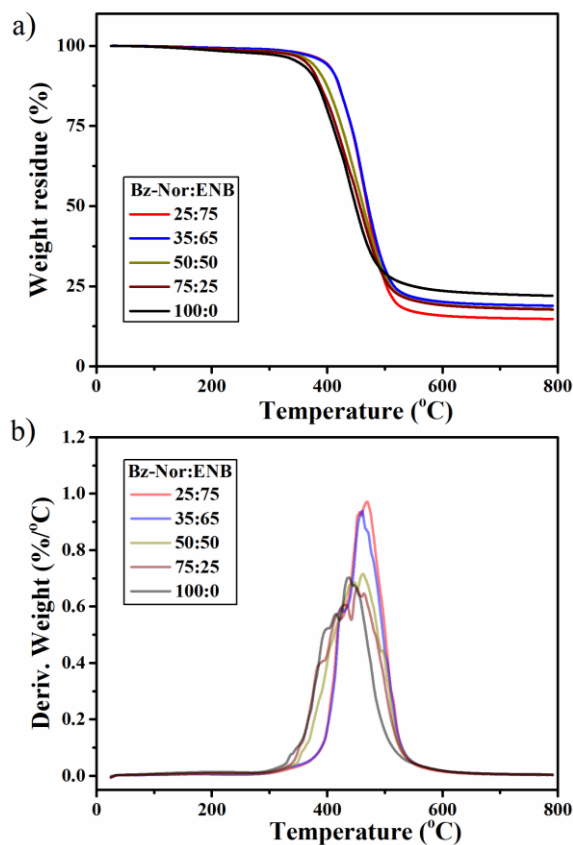 a)
100
75
50
25
0
Weight residue (%)
Bz-Nor:ENB
25:75
35:65
50:50
75:25
100:0
0 200 400 600 800
Temperature (°C)
b)
1.2
1.0
0.8
0.6
0.4
0.2
0.0
Deriv. Weight (%/°C)
Bz-Nor:ENB
25:75
35:65
50:50
75:25
100:0
0 200 400 600 800
Temperature (°C)